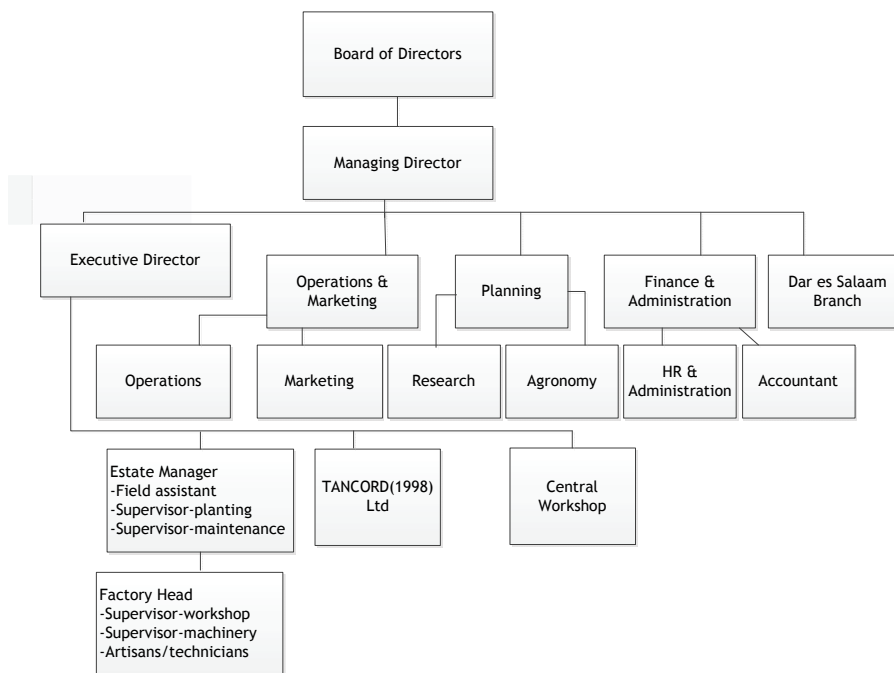 Board of Directors
Managing Director
Executive Director
Operations &
Marketing
Planning
Finance &
Administration
Dar es Salaam
Branch
Operations
Marketing
Research
Agronomy
HR &
Administration
Accountant
Estate Manager
-Field assistant
-Supervisor-planting
-Supervisor-maintenance
TANCORD(1998)
Ltd
Central
Workshop
Factory Head
-Supervisor-workshop
-Supervisor-machinery
-Artisans/technicians